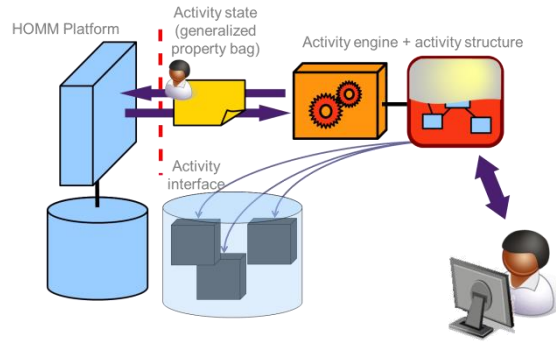 HOMM Platform
Activity state
(generalized
property bag)
Activity engine + activity structure
Activity
interface